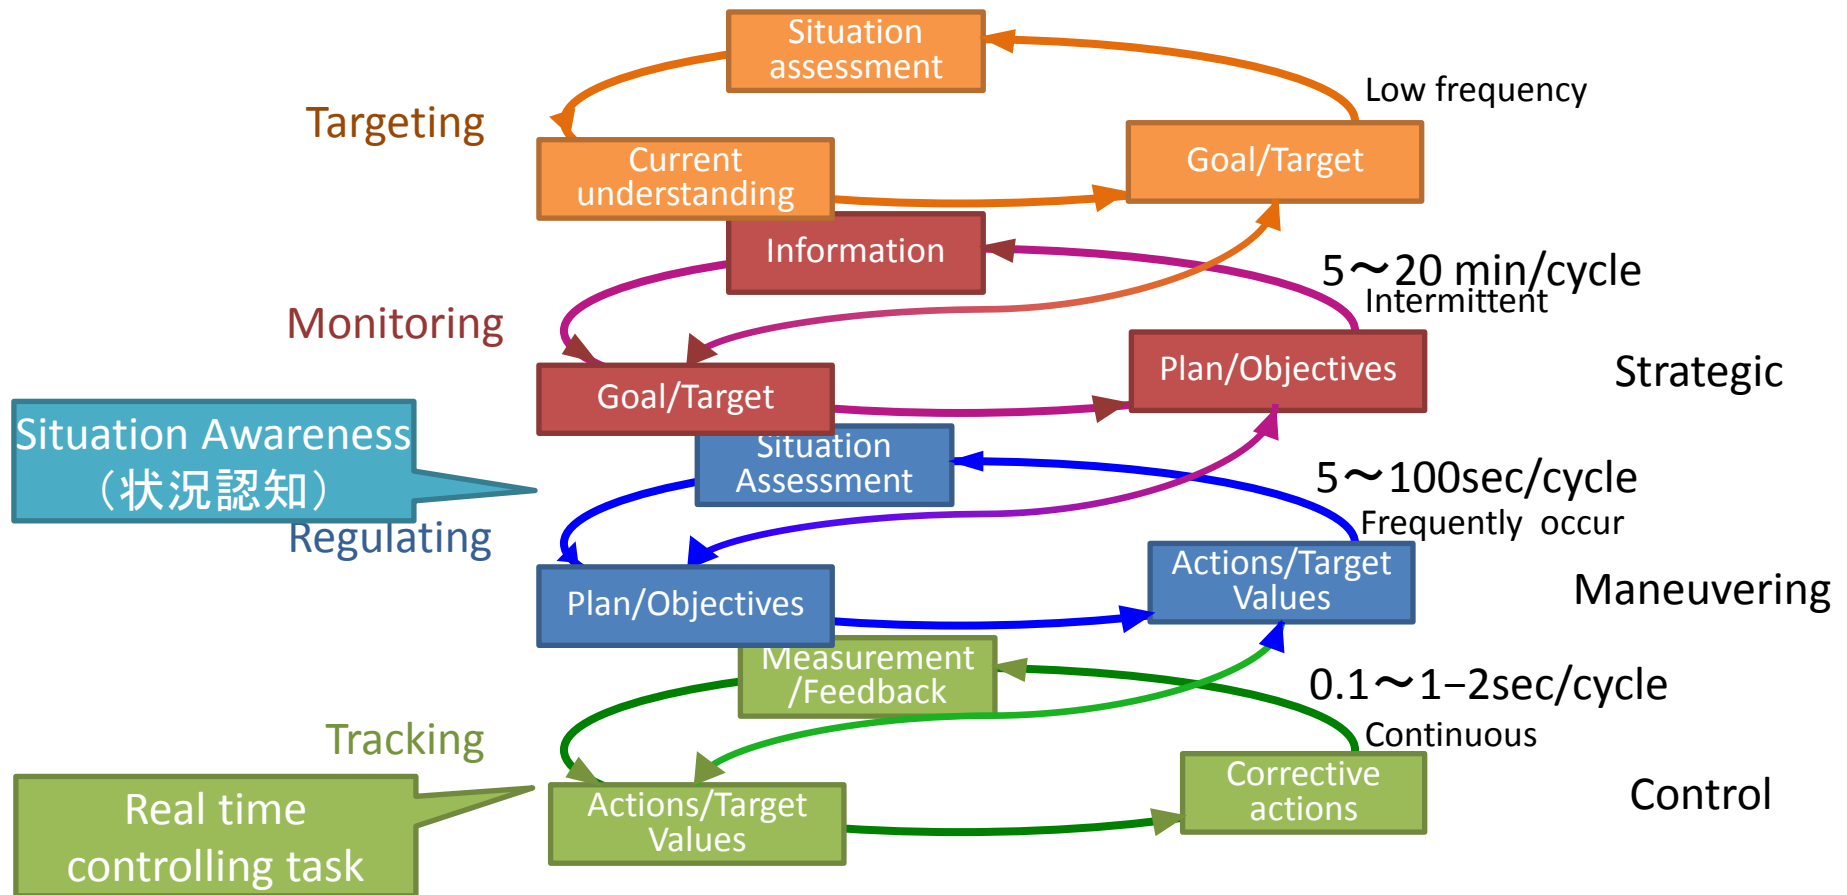 Situation
assessment
Low frequency
Targeting
Current
understanding
Goal/Target
Information
5～20 min/cycle
Intermittent
Monitoring
Plan/Objectives
Strategic
Goal/Target
Situation Awareness
（状況認知）
Situation
Assessment
5～100sec/cycle
Frequently occur
Regulating
Actions/Target
Values
Plan/Objectives
Maneuvering
Measurement
/Feedback
0.1～1−2sec/cycle
Continuous
Tracking
Corrective
actions
Control
Real time
controlling task
Actions/Target
Values